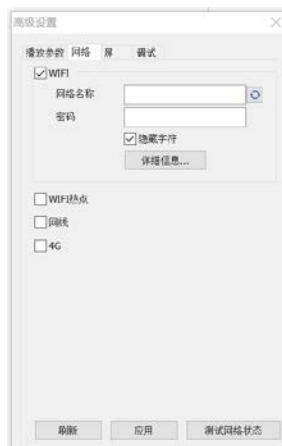 高级设置
播放参数 网络 屏 调试
WIFI
网络名称
密码
隐藏字符
详细信息...
WIFI热点
网线
4G
刷新 应用 测试网络状态